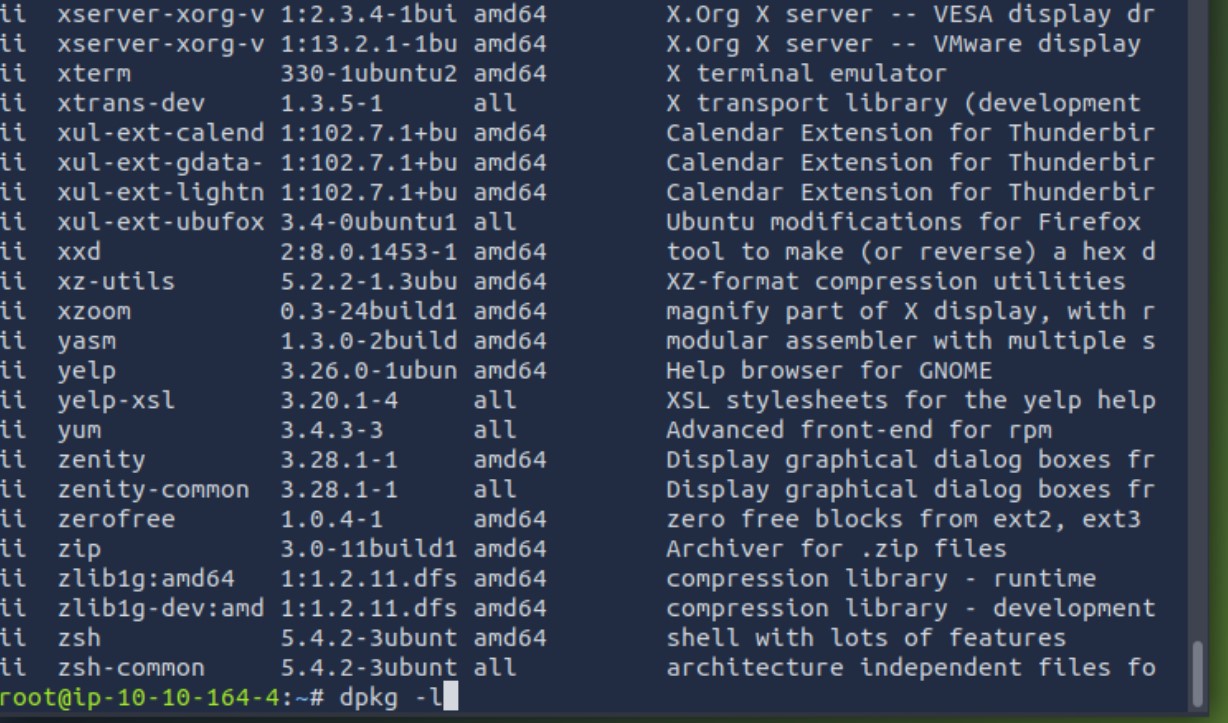 ii xserver-xorg-v 1:2.3.4-1bui amd64 X.Org X server -- VESA display dr
ii xserver-xorg-v 1:13.2.1-1bu amd64 X.Org X server -- VMware display
ii xterm 330-1ubuntu2 amd64 X terminal emulator
ii xtrans-dev 1.3.5-1 all X transport library (development
ii xul-ext-calend 1:102.7.1+bu amd64 Calendar Extension for Thunderbir
ii xul-ext-gdata- 1:102.7.1+bu amd64 Calendar Extension for Thunderbir
ii xul-ext-lightn 1:102.7.1+bu amd64 Calendar Extension for Thunderbir
ii xul-ext-ubufox 3.4-0ubuntu1 all Ubuntu modifications for Firefox
ii xxd 2:8.0.1453-1 amd64 tool to make (or reverse) a hex d
ii xz-utils 5.2.2-1.3ubu amd64 XZ-format compression utilities
ii xzoom 0.3-24build1 amd64 magnify part of X display, with r
ii yasm 1.3.0-2build amd64 modular assembler with multiple s
ii yelp 3.26.0-1ubun amd64 Help browser for GNOME
ii yelp-xsl 3.20.1-4 all XSL stylesheets for the yelp help
ii yum 3.4.3-3 all Advanced front-end for rpm
ii zenity 3.28.1-1 amd64 Display graphical dialog boxes fr
ii zenity-common 3.28.1-1 all Display graphical dialog boxes fr
ii zerofree 1.0.4-1 amd64 zero free blocks from ext2, ext3
ii zip 3.0-11build1 amd64 Archiver for .zip files
ii zlib1g:amd64 1:1.2.11.dfs amd64 compression library - runtime
ii zlib1g-dev:amd 1:1.2.11.dfs amd64 compression library - development
ii zsh 5.4.2-3ubunt amd64 shell with lots of features
ii zsh-common 5.4.2-3ubunt all architecture independent files fo
root@ip-10-10-164-4:~# dpkg -l